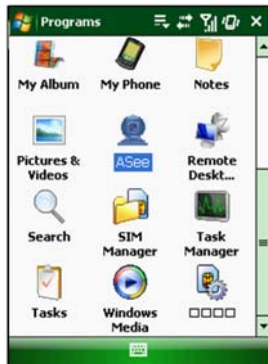 Programs
My Album My Phone Notes
Pictures & Videos ASee Remote Deskt...
Search SIM Manager Task Manager
Tasks Windows Media □□□□